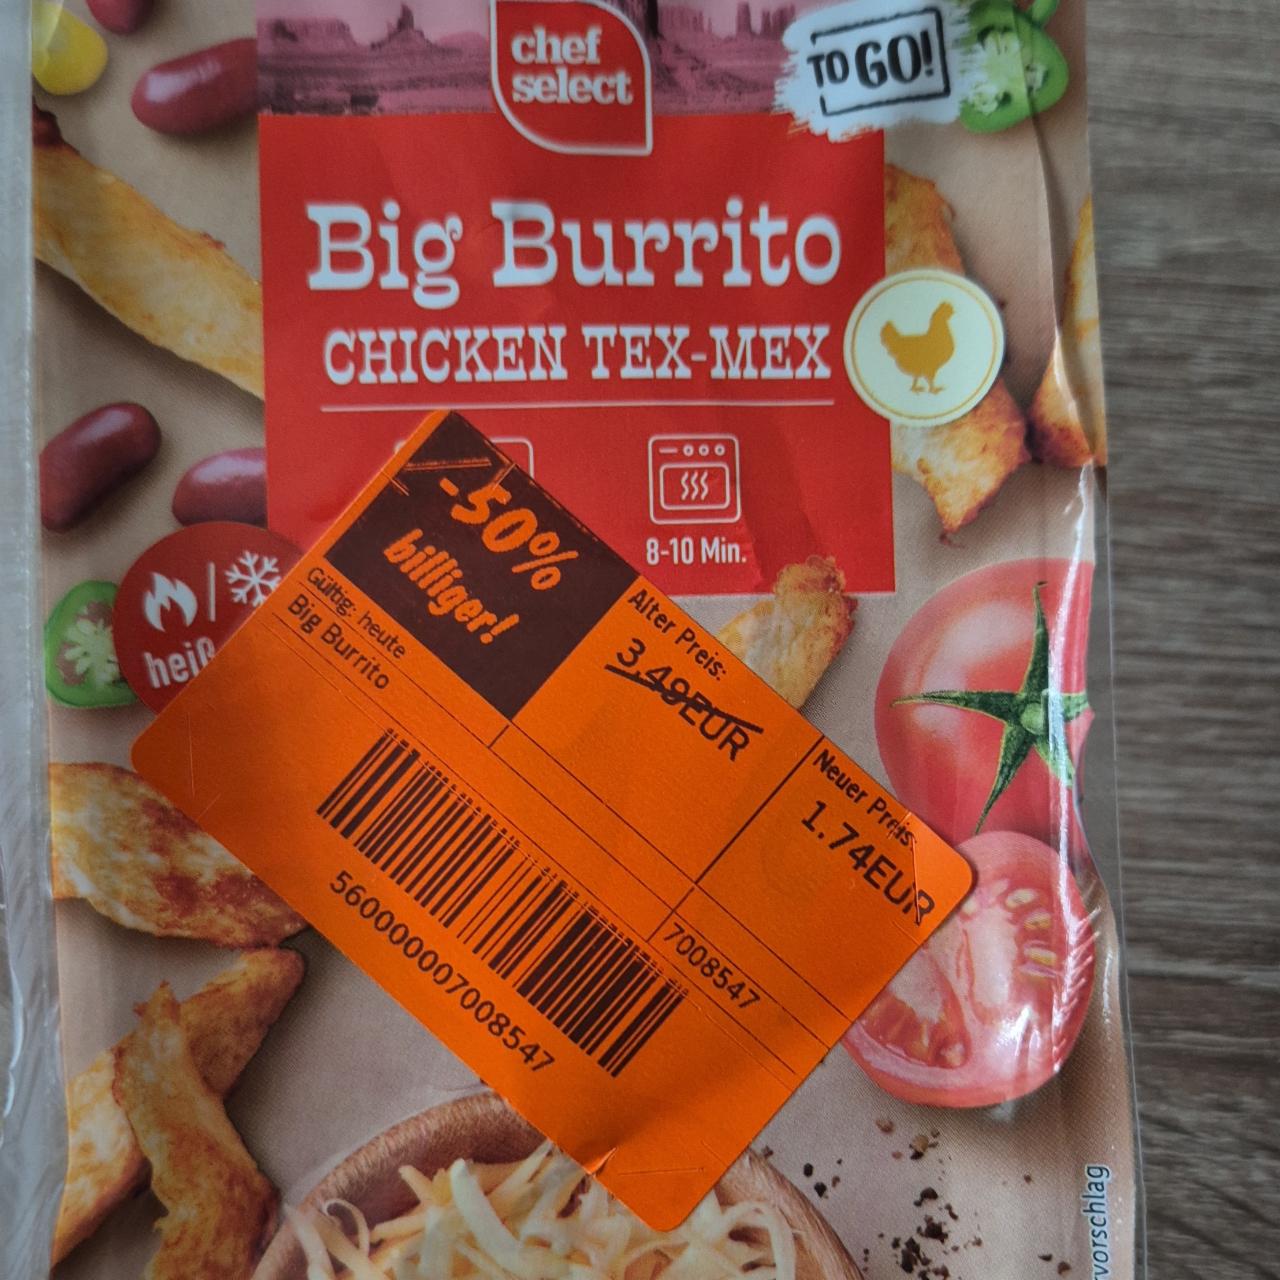 chef
select
TO GO!
Big Burrito
CHICKEN TEX-MEX
8-10 Min.
heiß
-50%
billiger!
Gültig: heute
Big Burrito
Alter Preis:
3.49EUR
Neuer Preis:
1.74EUR
7008547
5600000007008547
vorschlag